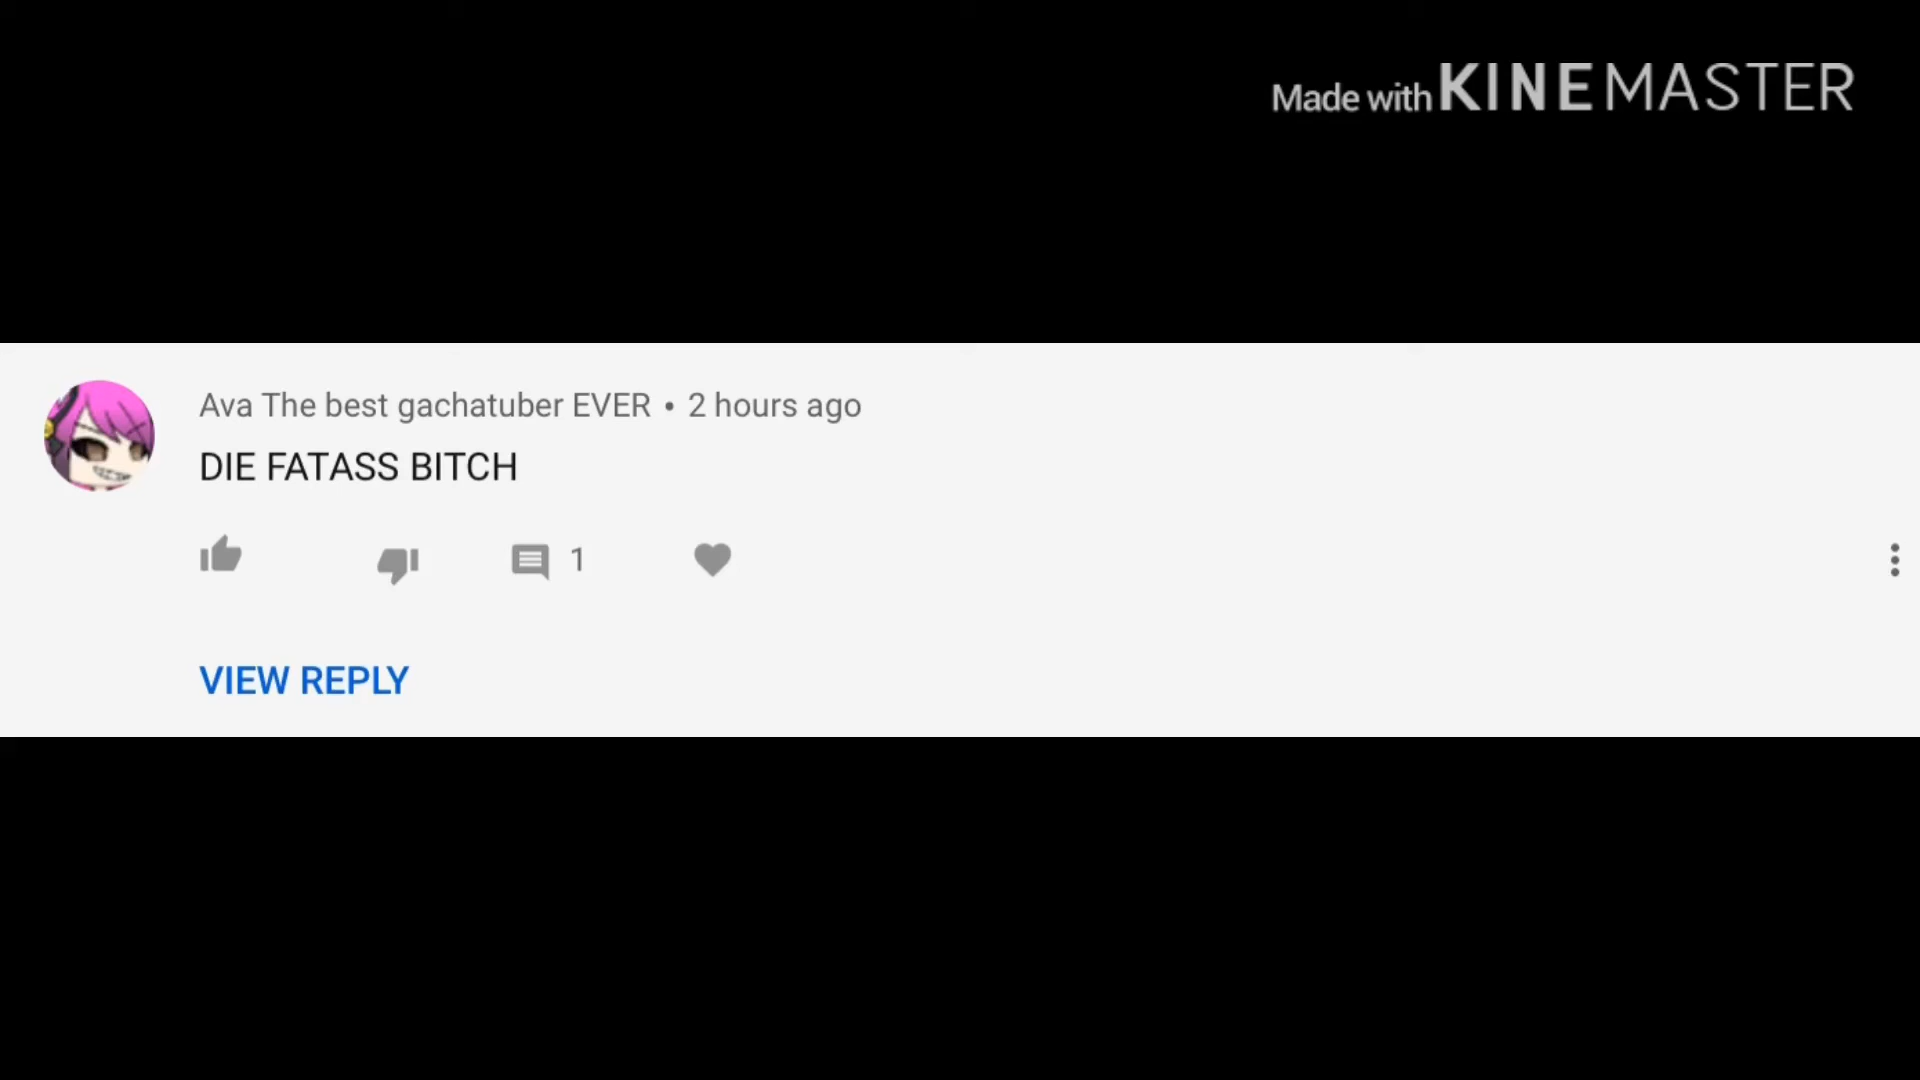 Made with KINEMASTER
Ava The best gachatuber EVER • 2 hours ago
DIE FATASS BITCH
1
VIEW REPLY